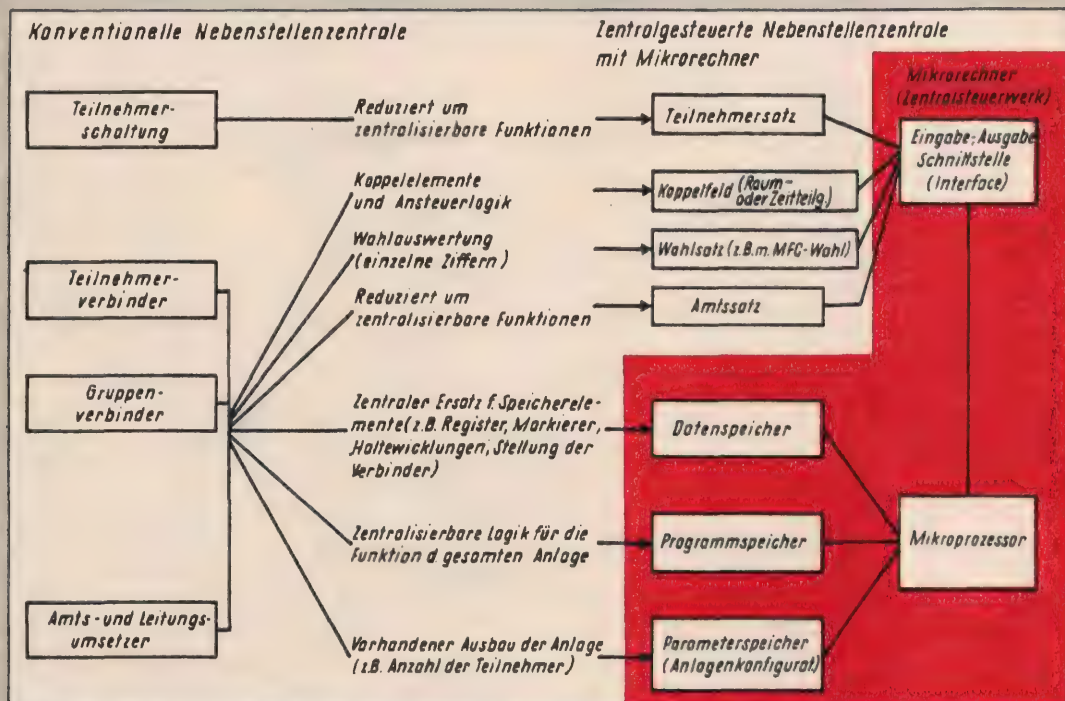 Konventionelle Nebenstellenzentrale
Zentralgesteuerte Nebenstellenzentrale
mit Mikrorechner
Mikrorechner
(Zentralsteuerwerk)
Teilnehmer-
schaltung
Reduziert um
zentralisierbare Funktionen
Teilnehmersatz
Eingabe-Ausgabe
Schnittstelle
(Interface)
Koppelelemente
und Ansteuerlogik
Koppelfeld (Raum-
oder Zeitteilg.)
Wahlauswertung
(einzelne Ziffern)
Wahlsatz (z.B.m. MFC-Wahl)
Teilnehmer-
verbinder
Reduziert um
zentralisierbare Funktionen
Amtssatz
Gruppen-
verbinder
Zentraler Ersatz f. Speicherele-
mente (z.B. Register, Markierer,
Haltewicklungen, Stellung der
Verbinder)
Datenspeicher
Zentralisierbare Logik für die
Funktion d. gesamten Anlage
Programmspeicher
Mikroprozessor
Amts- und Leitungs-
umsetzer
Vorhandener Ausbau der Anlage
(z.B. Anzahl der Teilnehmer)
Parameterspeicher
(Anlagenkonfigurat.)